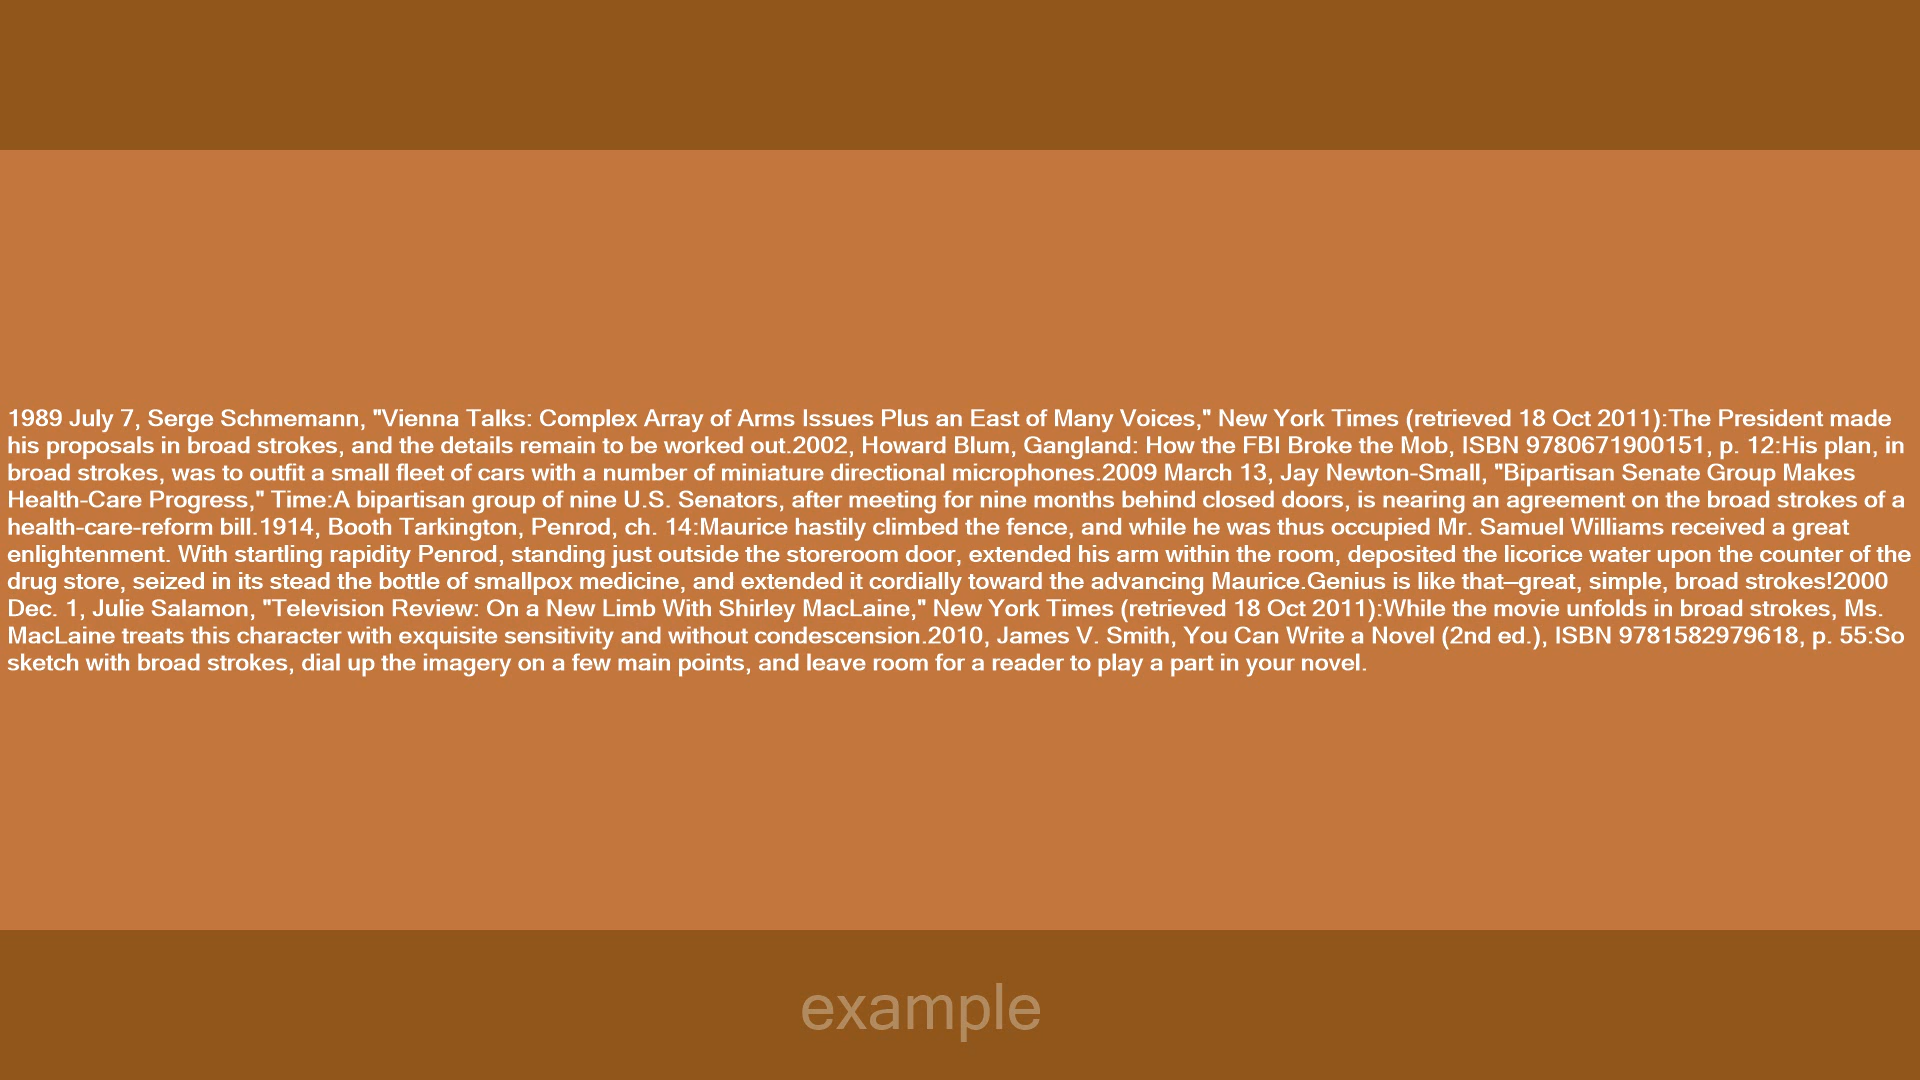 1989 July 7, Serge Schmemann, "Vienna Talks: Complex Array of Arms Issues Plus an East of Many Voices," New York Times (retrieved 18 Oct 2011):The President made
his proposals in broad strokes, and the details remain to be worked out.2002, Howard Blum, Gangland: How the FBI Broke the Mob, ISBN 9780671900151, p. 12:His plan, in
broad strokes, was to outfit a small fleet of cars with a number of miniature directional microphones.2009 March 13, Jay Newton-Small, "Bipartisan Senate Group Makes
Health-Care Progress," Time:A bipartisan group of nine U.S. Senators, after meeting for nine months behind closed doors, is nearing an agreement on the broad strokes of a
health-care-reform bill.1914, Booth Tarkington, Penrod, ch. 14:Maurice hastily climbed the fence, and while he was thus occupied Mr. Samuel Williams received a great
enlightenment. With startling rapidity Penrod, standing just outside the storeroom door, extended his arm within the room, deposited the licorice water upon the counter of the
drug store, seized in its stead the bottle of smallpox medicine, and extended it cordially toward the advancing Maurice.Genius is like that—great, simple, broad strokes!2000
Dec. 1, Julie Salamon, "Television Review: On a New Limb With Shirley MacLaine," New York Times (retrieved 18 Oct 2011):While the movie unfolds in broad strokes, Ms.
MacLaine treats this character with exquisite sensitivity and without condescension.2010, James V. Smith, You Can Write a Novel (2nd ed.), ISBN 9781582979618, p. 55:So
sketch with broad strokes, dial up the imagery on a few main points, and leave room for a reader to play a part in your novel.
example